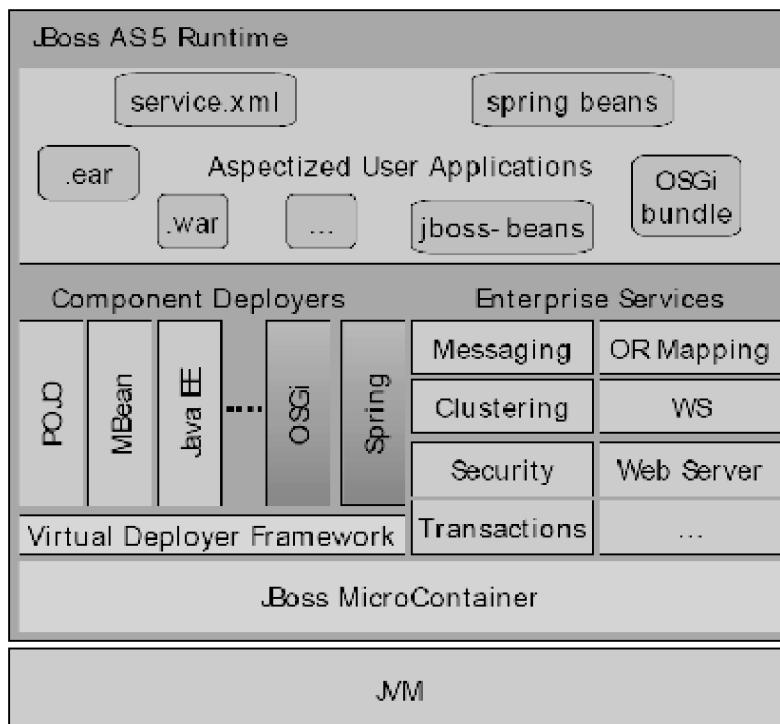 JBoss AS5 Runtime
service.xml
spring beans
.ear
Aspectized User Applications
OSGi
bundle
.war
...
jboss-beans
Component Deployers
Enterprise Services
POJO
MBean
Java EE
....
OSGi
Spring
Messaging
OR Mapping
Clustering
WS
Security
Web Server
Transactions
...
Virtual Deployer Framework
JBoss MicroContainer
JVM